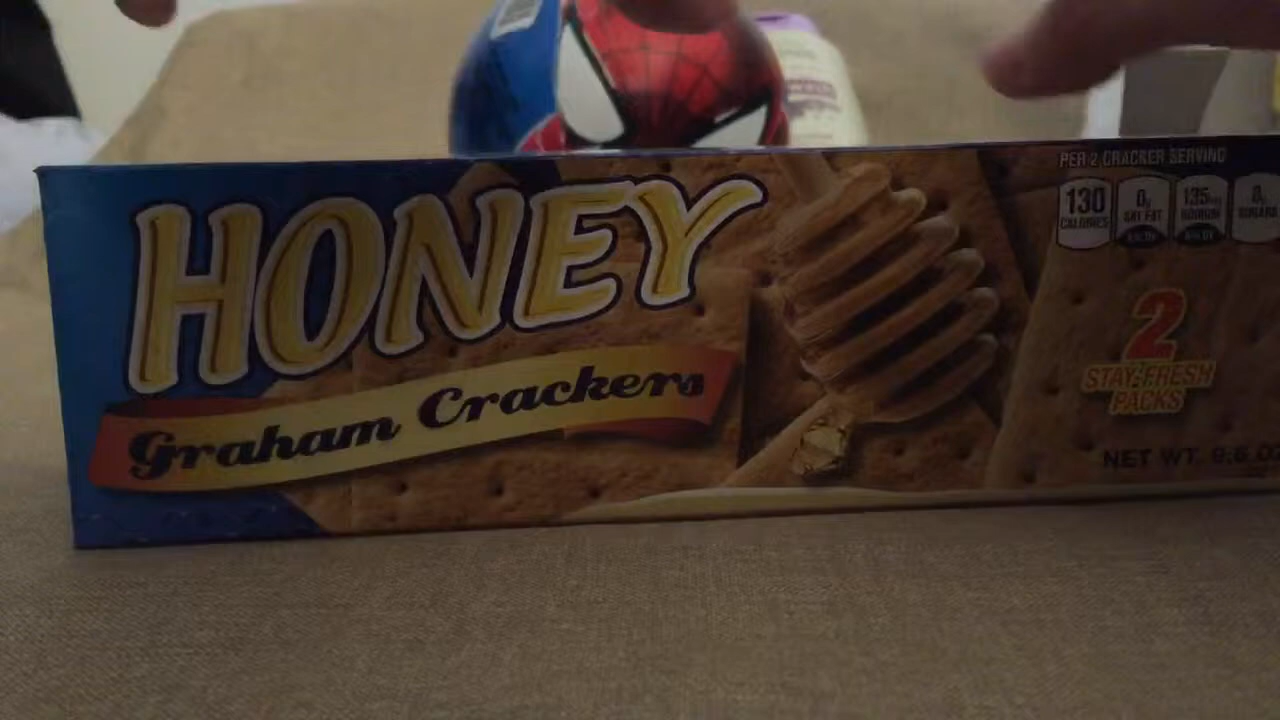 HONEY
Graham Crackers
PER 2 CRACKER SERVING
130 CALORIES
0g SAT FAT
135mg SODIUM
SUGARS
2
STAY-FRESH
PACKS
NET WT.